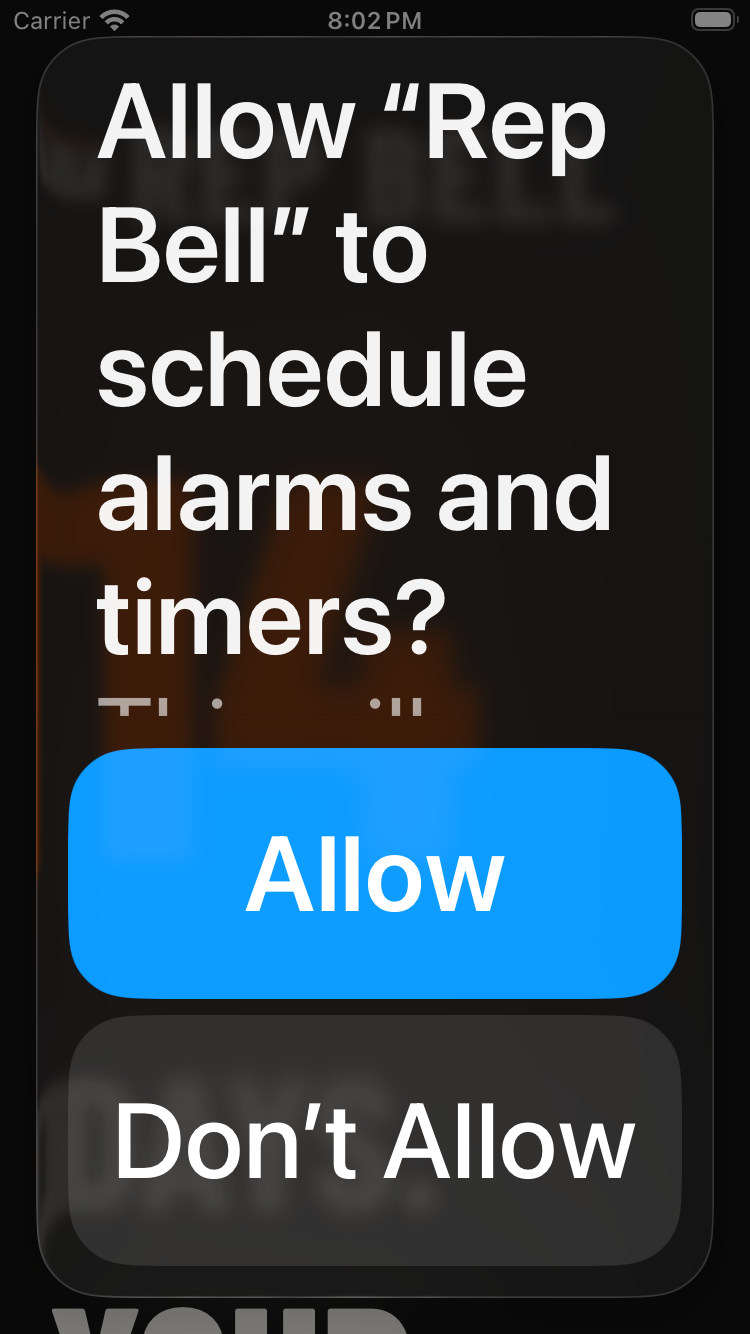 Carrier 8:02 PM
Allow “Rep
Bell” to
schedule
alarms and
timers?
Allow
Don’t Allow